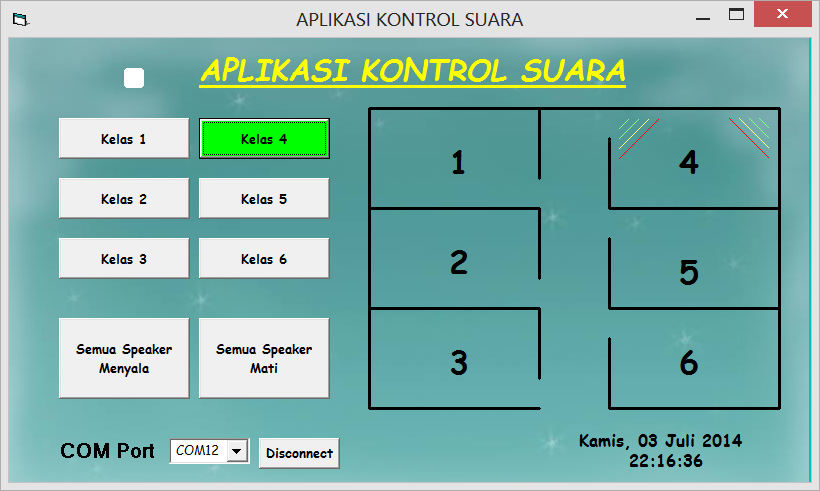 APLIKASI KONTROL SUARA
APLIKASI KONTROL SUARA
Kelas 1
Kelas 4
Kelas 2
Kelas 5
Kelas 3
Kelas 6
Semua Speaker
Menyala
Semua Speaker
Mati
COM Port
COM12
Disconnect
1
4
2
5
3
6
Kamis, 03 Juli 2014
22:16:36